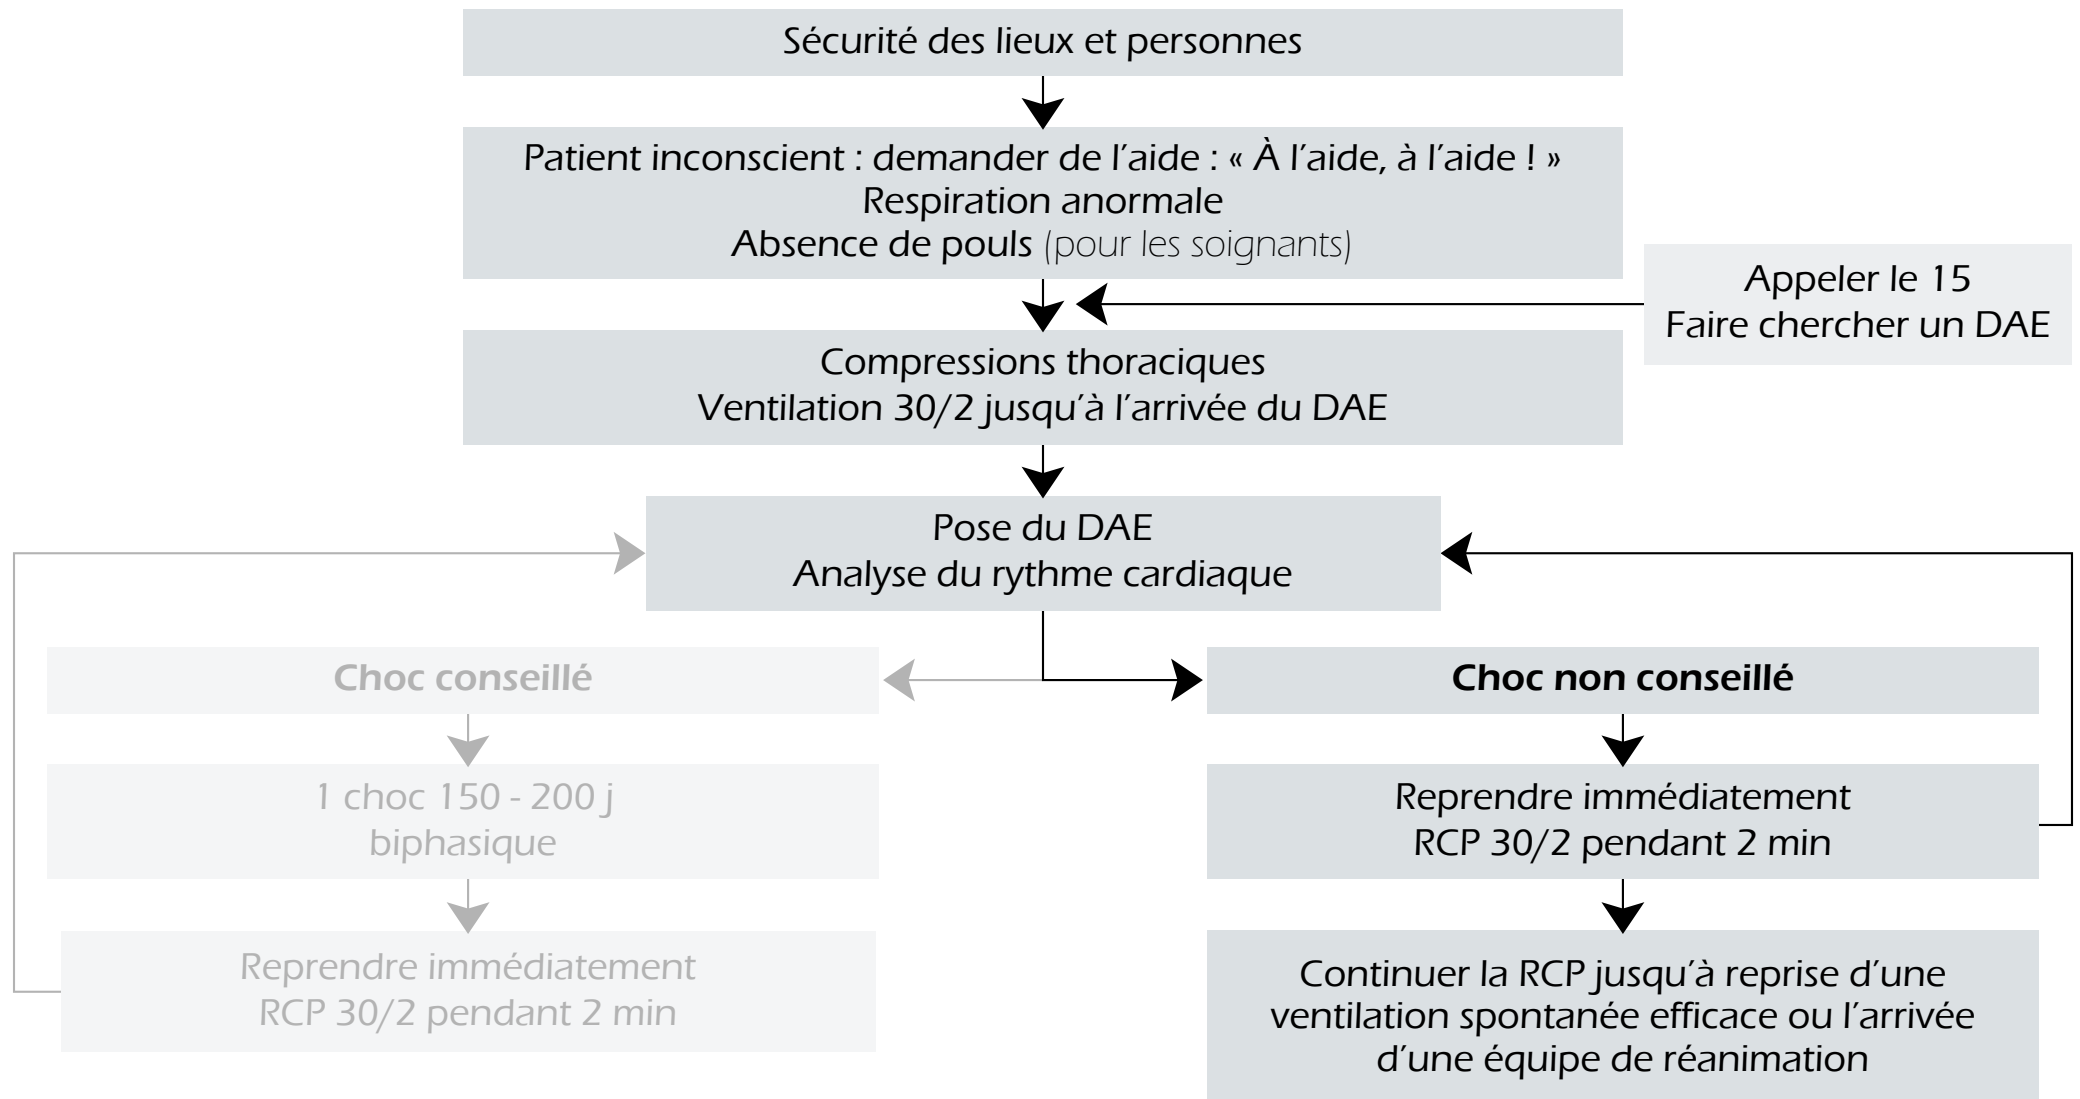 Sécurité des lieux et personnes
Patient inconscient : demander de l’aide : « À l’aide, à l’aide ! »
Respiration anormale
Absence de pouls (pour les soignants)
Appeler le 15
Faire chercher un DAE
Compressions thoraciques
Ventilation 30/2 jusqu’à l’arrivée du DAE
Pose du DAE
Analyse du rythme cardiaque
Choc conseillé
1 choc 150 - 200 j
biphasique
Reprendre immédiatement
RCP 30/2 pendant 2 min
Choc non conseillé
Reprendre immédiatement
RCP 30/2 pendant 2 min
Continuer la RCP jusqu’à reprise d’une
ventilation spontanée efficace ou l’arrivée
d’une équipe de réanimation